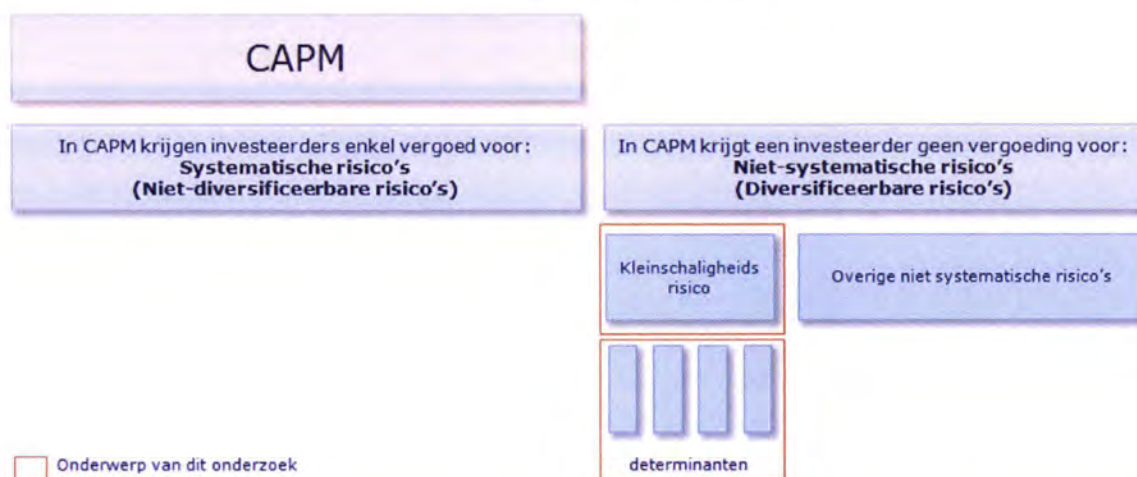 CAPM
In CAPM krijgen investeerders enkel vergoed voor:
Systematische risico's
(Niet-diversificeerbare risico's)
In CAPM krijgt een investeerder geen vergoeding voor:
Niet-systematische risico's
(Diversificeerbare risico's)
Kleinschaligheids
risico
Overige niet systematische risico's
determinanten
Onderwerp van dit onderzoek